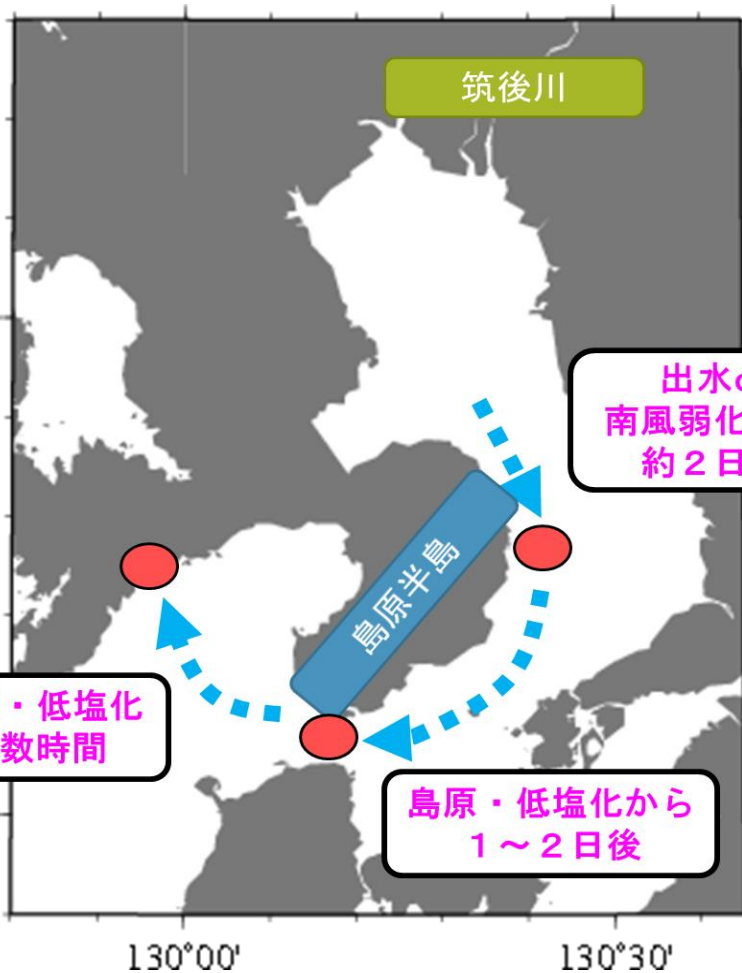 筑後川
出水
南風弱化
約2日
島原半島
・低塩化
数時間
島原・低塩化から
1~2日後
130°00'
130°30'